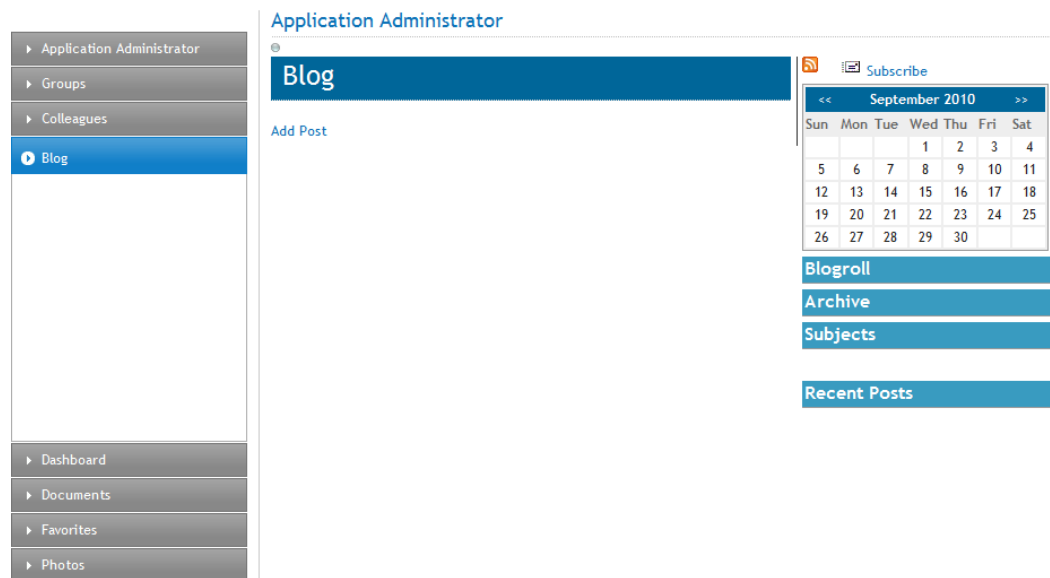 Application Administrator
Application Administrator
Groups
Colleagues
Blog
Dashboard
Documents
Favorites
Photos
Blog
Add Post
Subscribe
<< September 2010 >>
Sun Mon Tue Wed Thu Fri Sat
1 2 3 4
5 6 7 8 9 10 11
12 13 14 15 16 17 18
19 20 21 22 23 24 25
26 27 28 29 30
Blogroll
Archive
Subjects
Recent Posts